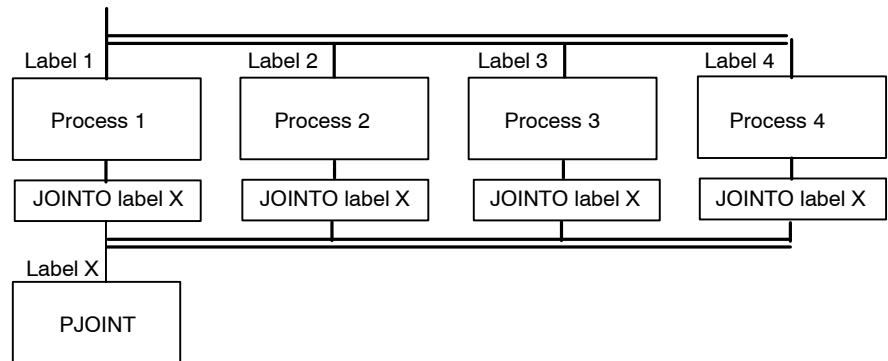 Label 1
Label 2
Label 3
Label 4
Process 1
Process 2
Process 3
Process 4
JOINTO label X
JOINTO label X
JOINTO label X
JOINTO label X
Label X
PJOINT